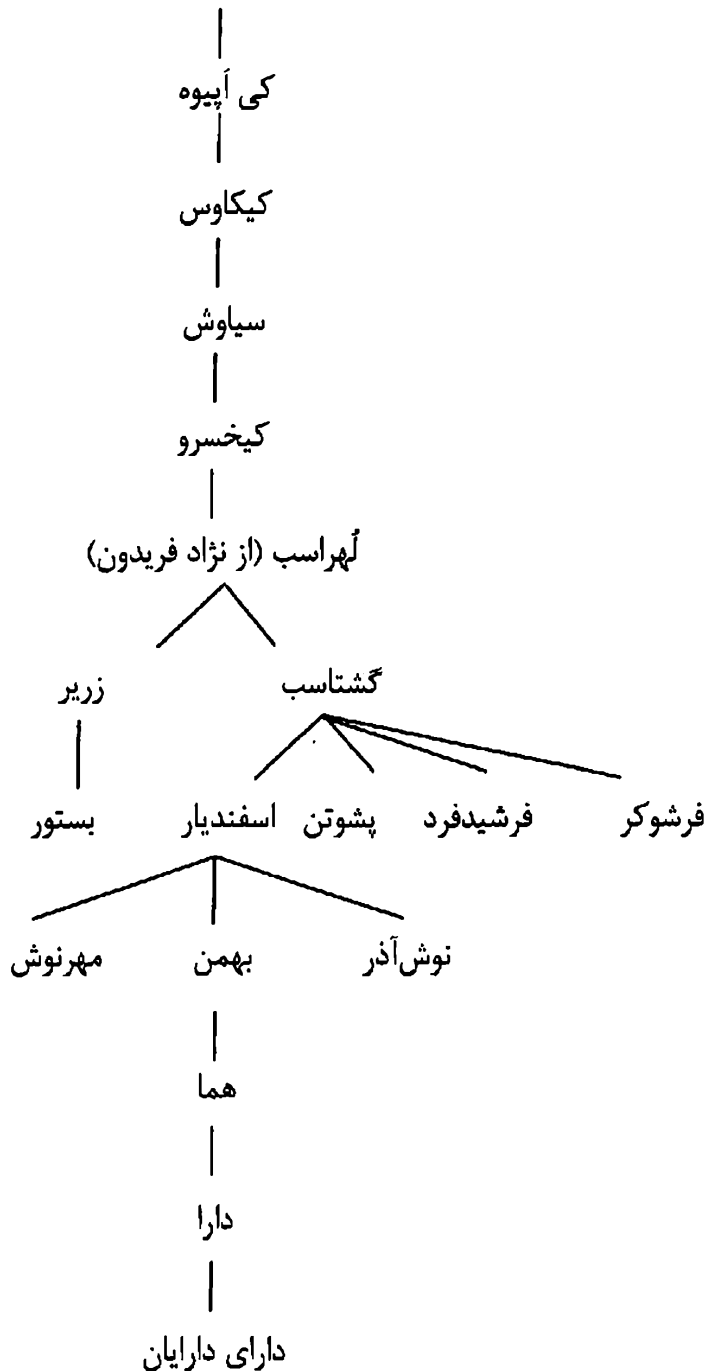 کی اَپیوه
کیکاوس
سیاوش
کیخسرو
لُهراسب (از نژاد فریدون)
گشتاسب زریر
فرشوکر فرشیدفرد پشوتن اسفندیار بستور
نوش‌آذر بهمن مهرنوش
هما
دارا
دارای دارایان